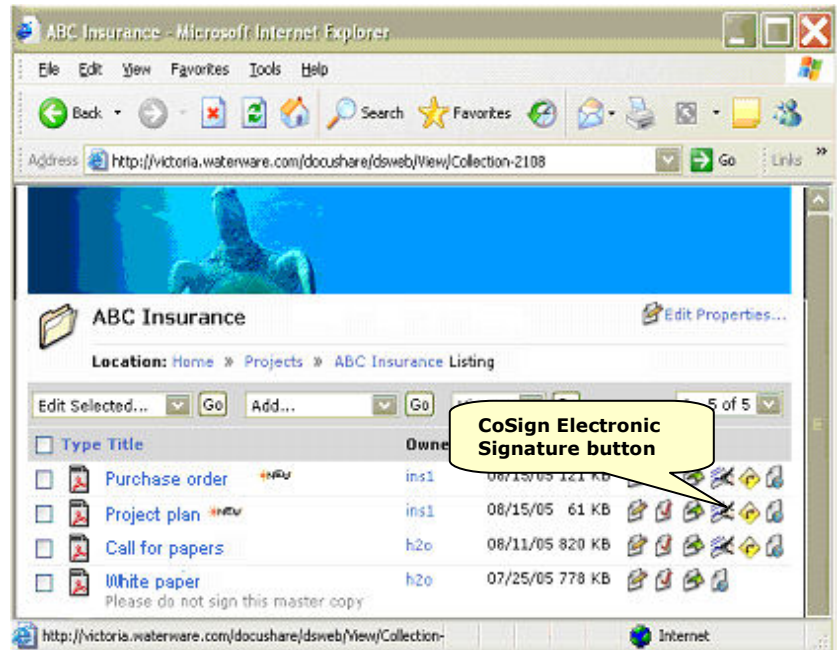 ABC Insurance - Microsoft Internet Explorer
File Edit View Favorites Tools Help
Back Search Favorites
Address http://victoria.waterware.com/docushare/dsweb/View/Collection-2108 Go Links »
ABC Insurance Edit Properties...
Location: Home » Projects » ABC Insurance Listing
Edit Selected... Go Add... Go 5 of 5
CoSign Electronic
Signature button
Type Title Owne
Purchase order NEW ins1 08/15/05 121 KB
Project plan NEW ins1 08/15/05 61 KB
Call for papers h2o 08/11/05 820 KB
White paper h2o 07/25/05 778 KB
Please do not sign this master copy
http://victoria.waterware.com/docushare/dsweb/View/Collection- Internet